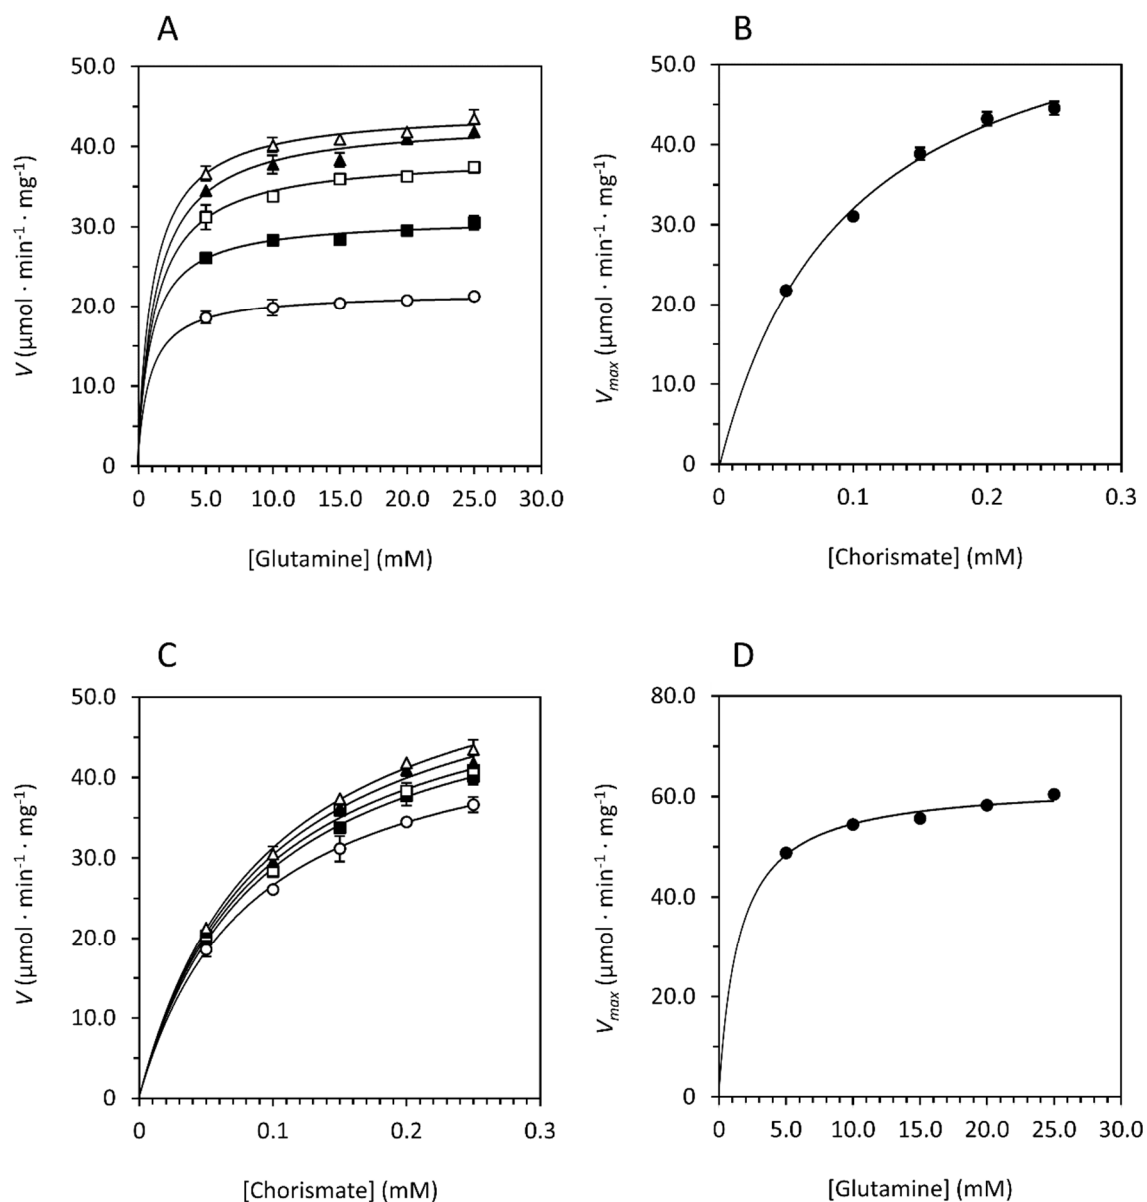 A
50.0
40.0
30.0
20.0
10.0
0
V (μmol · min⁻¹ · mg⁻¹)
0 5.0 10.0 15.0 20.0 25.0 30.0
[Glutamine] (mM)
B
50.0
40.0
30.0
20.0
10.0
0
Vmax (μmol · min⁻¹ · mg⁻¹)
0 0.1 0.2 0.3
[Chorismate] (mM)
C
50.0
40.0
30.0
20.0
10.0
0
V (μmol · min⁻¹ · mg⁻¹)
0 0.1 0.2 0.3
[Chorismate] (mM)
D
80.0
60.0
40.0
20.0
0
Vmax (μmol · min⁻¹ · mg⁻¹)
0 5.0 10.0 15.0 20.0 25.0 30.0
[Glutamine] (mM)